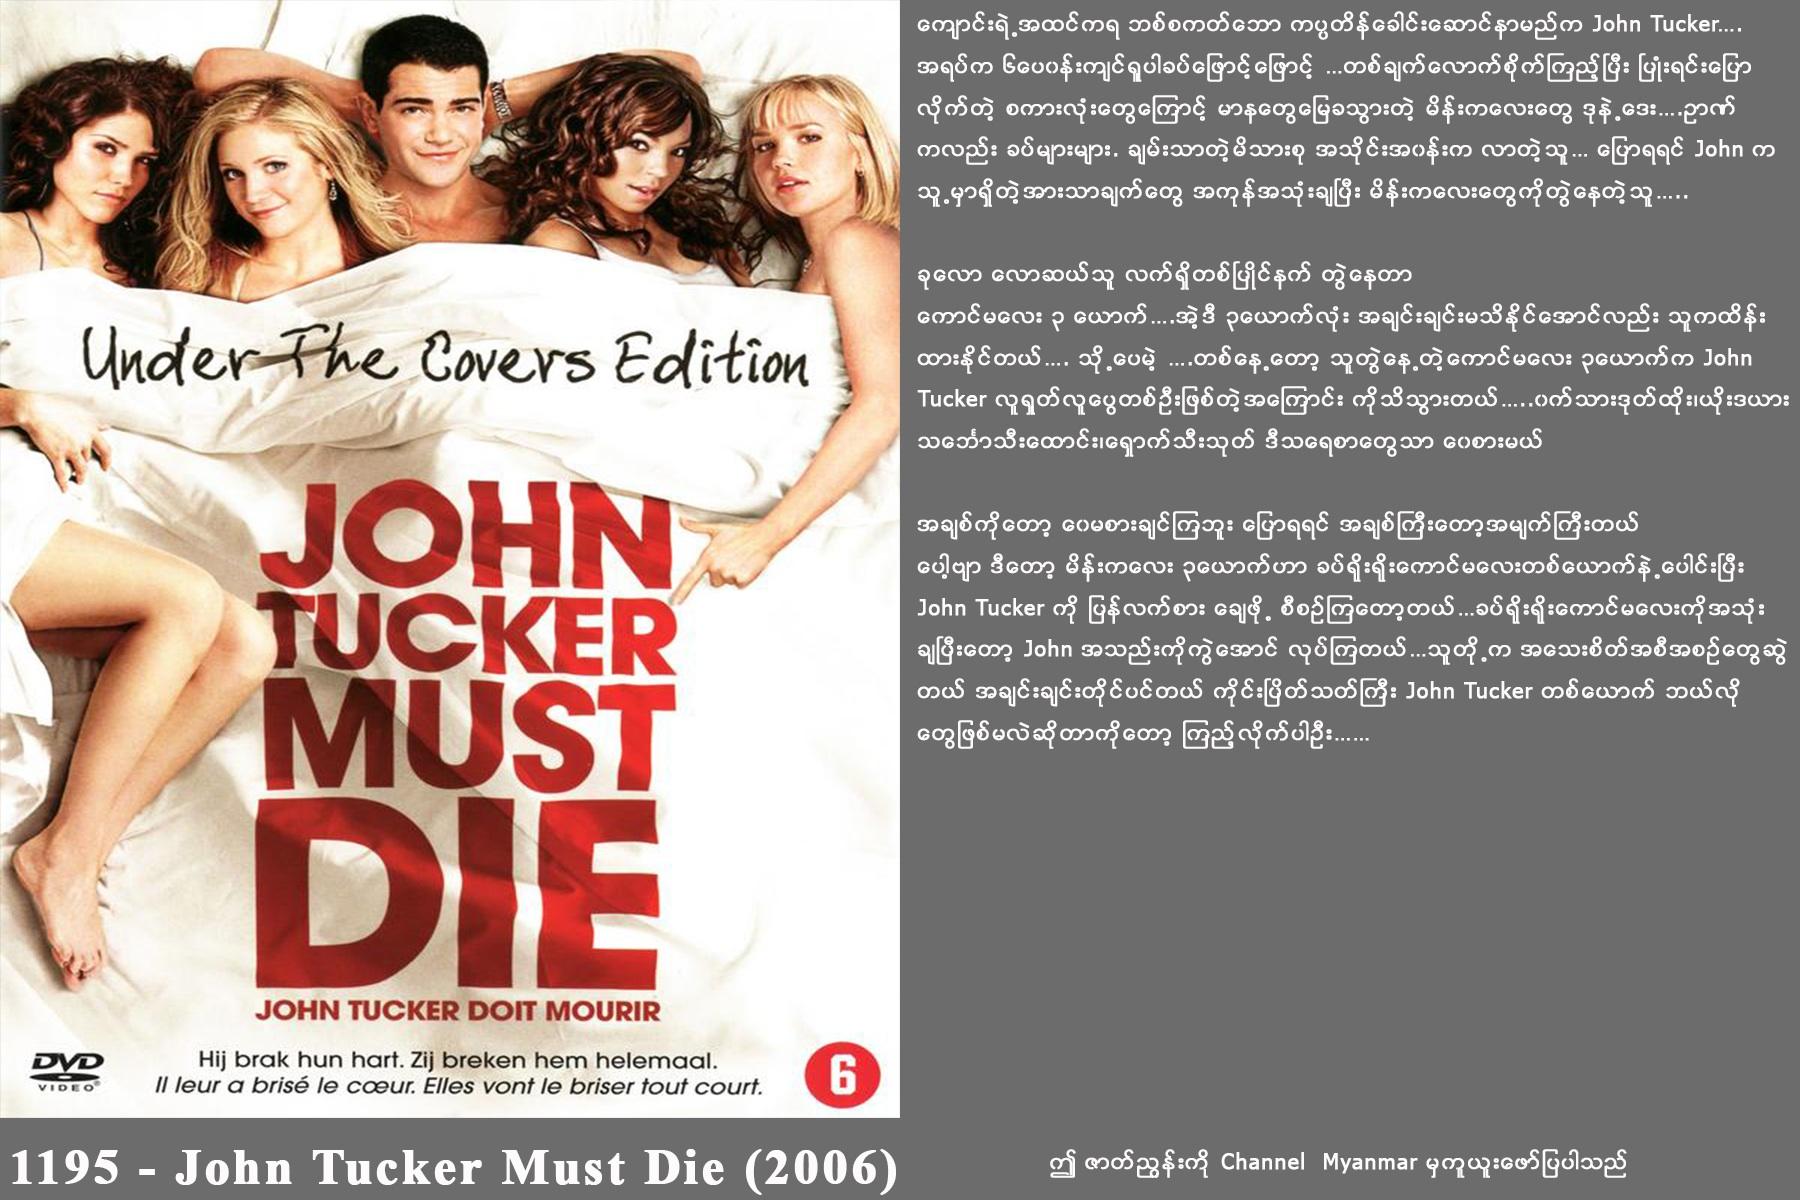 Under The Covers Edition
JOHN
TUCKER
MUST
DIE
JOHN TUCKER DOIT MOURIR
DVD
VIDEO
Hij brak hun hart. Zij breken hem helemaal.
Il leur a brisé le cœur. Elles vont le briser tout court.
6
1195 - John Tucker Must Die (2006)
ကျောင်းရဲ့အထင်ကရ ဘစ်စကတ်ဘော ကပ္ပတိန်ခေါင်းဆောင်နာမည်က John Tucker….
အရပ်က ၆ပေ၀န်းကျင်ရူပါခပ်ဖြောင့်ဖြောင့် …တစ်ချက်လောက်စိုက်ကြည့်ပြီး ပြုံးရင်းပြော
လိုက်တဲ့ စကားလုံးတွေကြောင့် မာနတွေမြေခသွားတဲ့ မိန်းကလေးတွေ ဒုနဲ့ဒေး….ဉာဏ်
ကလည်း ခပ်များများ. ချမ်းသာတဲ့မိသားစု အသိုင်းအ၀န်းက လာတဲ့သူ… ပြောရရင် John က
သူ့မှာရှိတဲ့အားသာချက်တွေ အကုန်အသုံးချပြီး မိန်းကလေးတွေကိုတွဲနေတဲ့သူ…..
ခုလော လောဆယ်သူ လက်ရှိတစ်ပြိုင်နက် တွဲနေတာ
ကောင်မလေး ၃ ယောက်….အဲ့ဒီ ၃ယောက်လုံး အချင်းချင်းမသိနိုင်အောင်လည်း သူကထိန်း
ထားနိုင်တယ်…. သို့ပေမဲ့ ….တစ်နေ့တော့ သူတွဲနေ့တဲ့ကောင်မလေး ၃ယောက်က John
Tucker လူရှုတ်လူပွေတစ်ဦးဖြစ်တဲ့အကြောင်း ကိုသိသွားတယ်…..၀က်သားဒုတ်ထိုး၊ယိုးဒယား
သင်္ဘောသီးထောင်း၊ရှောက်သီးသုတ် ဒီသရေစာတွေသာ ၀ေစားမယ်
အချစ်ကိုတော့ ၀ေမစားချင်ကြဘူး ပြောရရင် အချစ်ကြီးတော့အမျက်ကြီးတယ်
ပေါ့ဗျာ ဒီတော့ မိန်းကလေး ၃ယောက်ဟာ ခပ်ရိုးရိုးကောင်မလေးတစ်ယောက်နဲ့ပေါင်းပြီး
John Tucker ကို ပြန်လက်စား ချေဖို့ စီစဉ်ကြတော့တယ်…ခပ်ရိုးရိုးကောင်မလေးကိုအသုံး
ချပြီးတော့ John အသည်းကိုကွဲအောင် လုပ်ကြတယ်…သူတို့က အသေးစိတ်အစီအစဉ်တွေဆွဲ
တယ် အချင်းချင်းတိုင်ပင်တယ် ကိုင်းပြိတ်သတ်ကြီး John Tucker တစ်ယောက် ဘယ်လို
တွေဖြစ်မလဲဆိုတာကိုတော့ ကြည့်လိုက်ပါဦး……
ဤ ဇာတ်ညွှန်းကို Channel Myanmar မှကူယူးဖော်ပြပါသည်